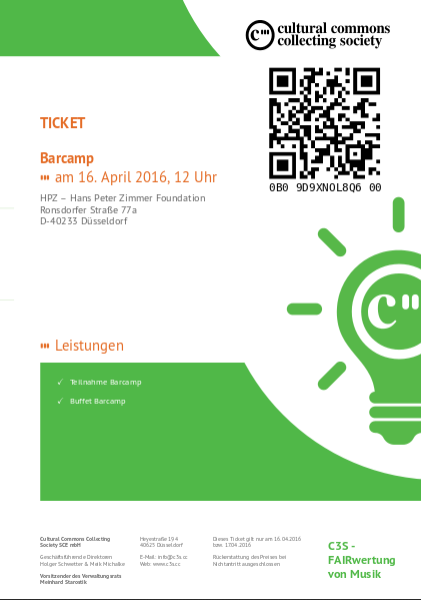 cultural commons
collecting society
TICKET
0B0 9D9XNOL8Q6 00
Barcamp
am 16. April 2016, 12 Uhr
HPZ – Hans Peter Zimmer Foundation
Ronsdorfer Straße 77a
D-40233 Düsseldorf
Leistungen
✓ Teilnahme Barcamp
✓ Buffet Barcamp
Cultural Commons Collecting
Society SCE mbH
Geschäftsführende Direktoren
Holger Schwetter & Meik Michalke
Vorsitzender des Verwaltungsrats
Meinhard Starostik
Heyestraße 194
40625 Düsseldorf
E-Mail: info@c3s.cc
Web: www.c3s.cc
Dieses Ticket gilt nur am 16.04.2016
bzw. 17.04.2016
Rückerstattung des Preises bei
Nichtantritt ausgeschlossen
C3S -
FAIRwertung
von Musik